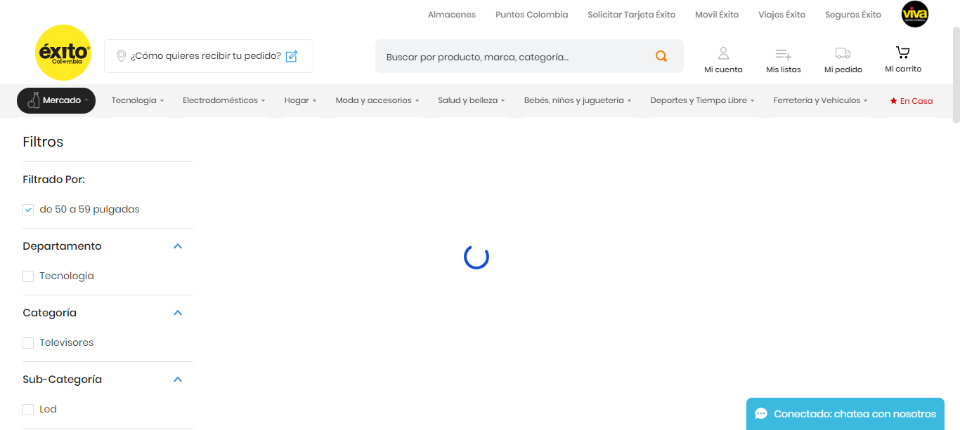 Almacenes Puntos Colombia Solicitar Tarjeta Éxito Movil Éxito Viajes Éxito Seguros Éxito viva
éxito
Colombia
¿Cómo quieres recibir tu pedido?
Buscar por producto, marca, categoría...
Mi cuenta Mis listas Mi pedido Mi carrito
Mercado Tecnología Electrodomésticos Hogar Moda y accesorios Salud y belleza Bebés, niños y juguetería Deportes y Tiempo Libre Ferretería y Vehículos En Casa
Filtros
Filtrado Por:
de 50 a 59 pulgadas
Departamento
Tecnologia
Categoría
Televisores
Sub-Categoría
Led
Conectado: chatea con nosotros